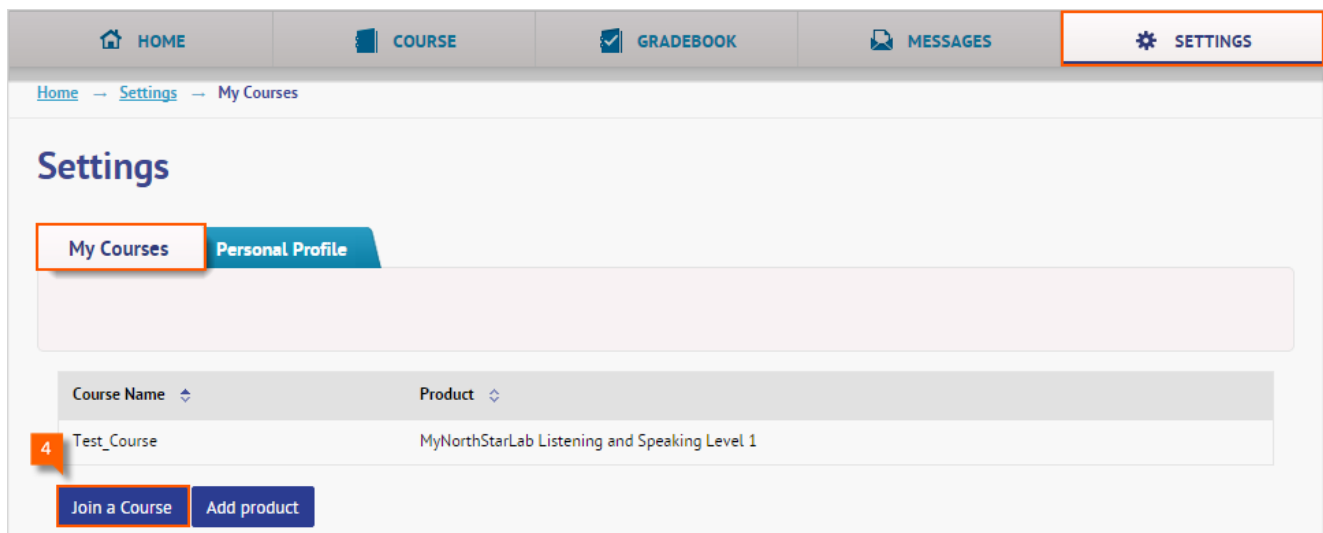 HOME COURSE GRADEBOOK MESSAGES SETTINGS
Home → Settings → My Courses
Settings
My Courses Personal Profile
Course Name Product
Test_Course MyNorthStarLab Listening and Speaking Level 1
4
Join a Course Add product